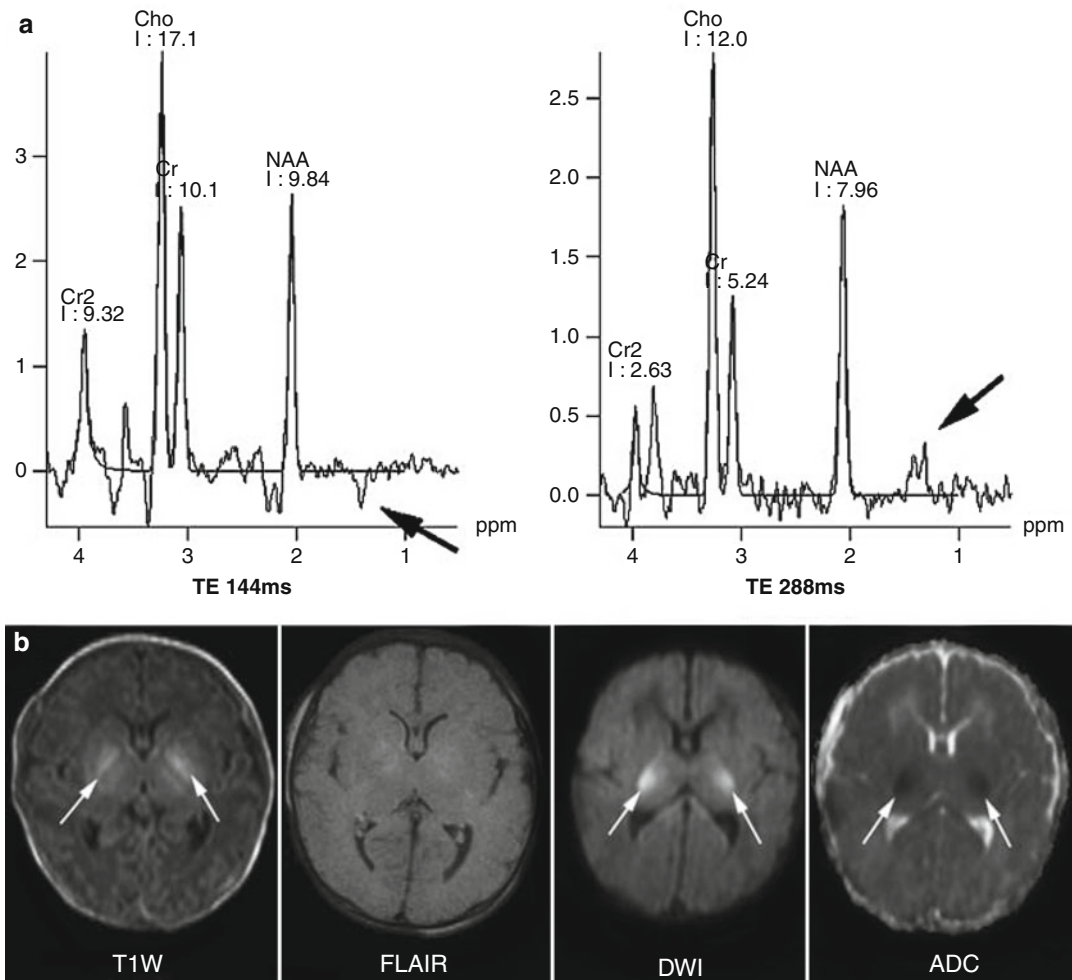 a
Cho
I : 17.1
Cr
I : 10.1
NAA
I : 9.84
Cr2
I : 9.32
3
2
1
0
4 3 2 1
ppm
TE 144ms
Cho
I : 12.0
NAA
I : 7.96
Cr
I : 5.24
Cr2
I : 2.63
2.5
2.0
1.5
1.0
0.5
0.0
4 3 2 1
ppm
TE 288ms
b
T1W
FLAIR
DWI
ADC